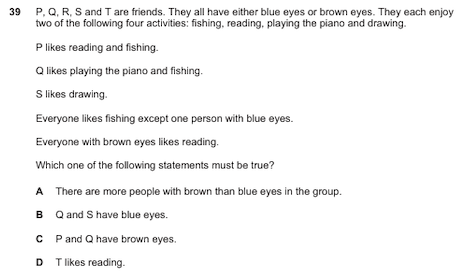 39 P, Q, R, S and T are friends. They all have either blue eyes or brown eyes. They each enjoy
two of the following four activities: fishing, reading, playing the piano and drawing.
P likes reading and fishing.
Q likes playing the piano and fishing.
S likes drawing.
Everyone likes fishing except one person with blue eyes.
Everyone with brown eyes likes reading.
Which one of the following statements must be true?
A There are more people with brown than blue eyes in the group.
B Q and S have blue eyes.
C P and Q have brown eyes.
D T likes reading.